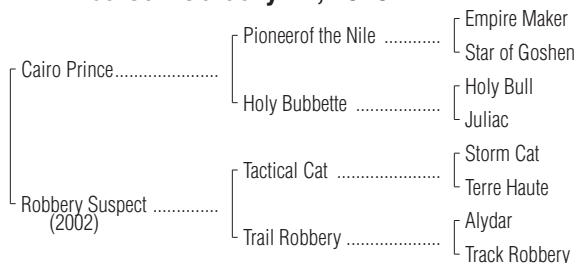 Empire Maker
Pioneerof the Nile ............
Star of Goshen
Cairo Prince......................
Holy Bull
Holy Bubbette ..................
Juliac
Storm Cat
Tactical Cat ......................
Terre Haute
Robbery Suspect ..............
(2002)
Alydar
Trail Robbery ....................
Track Robbery